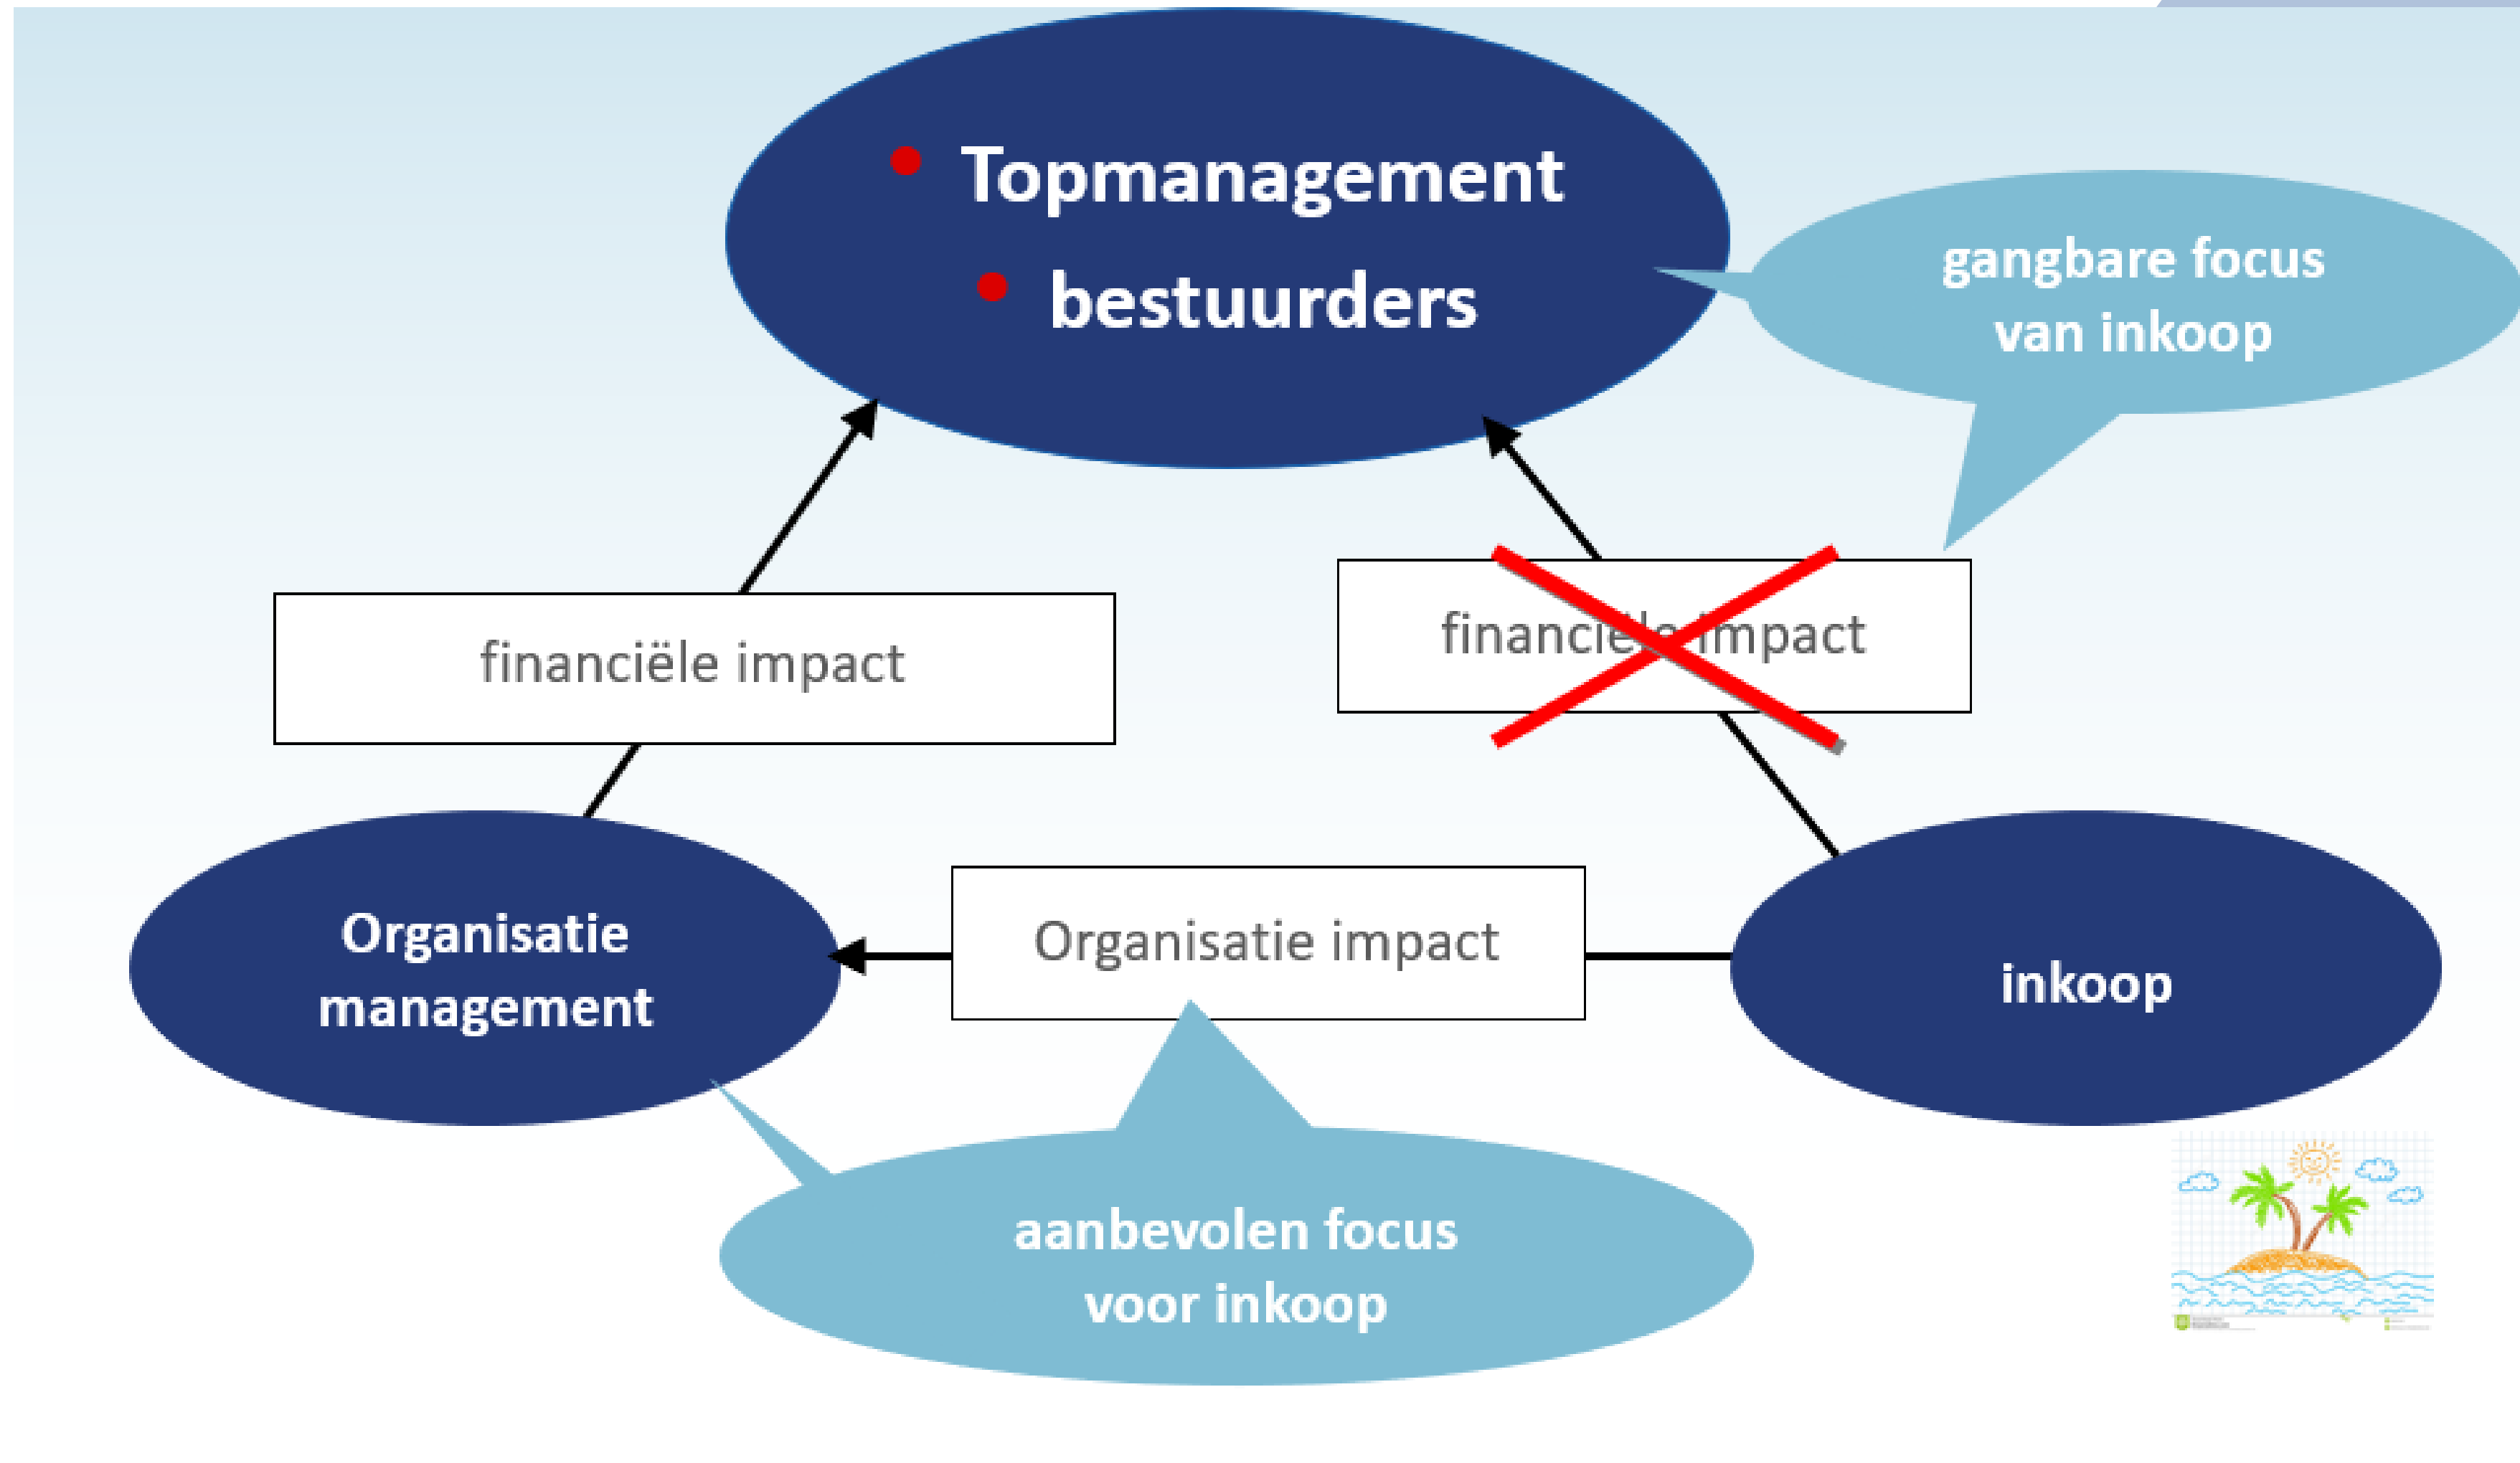 Topmanagement
bestuurders
gangbare focus
van inkoop
financiële impact
financiële impact
Organisatie
management
Organisatie impact
inkoop
aanbevolen focus
voor inkoop